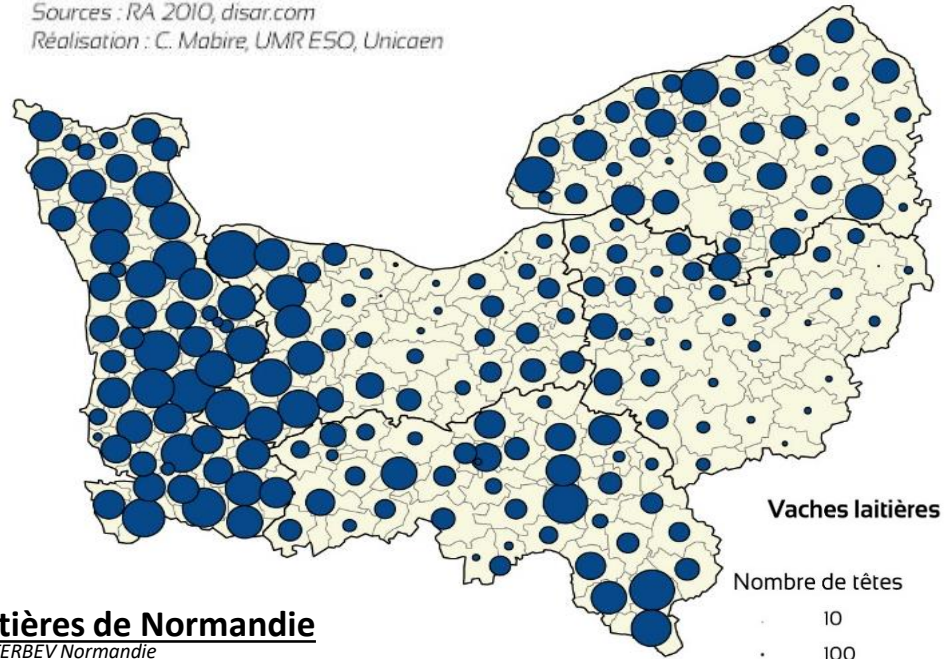 Sources : RA 2010, disar.com
Réalisation : C. Mabire, UMR ESO, Unicaen
Vaches laitières
Nombre de têtes
10
100
tières de Normandie
ERBEV Normandie